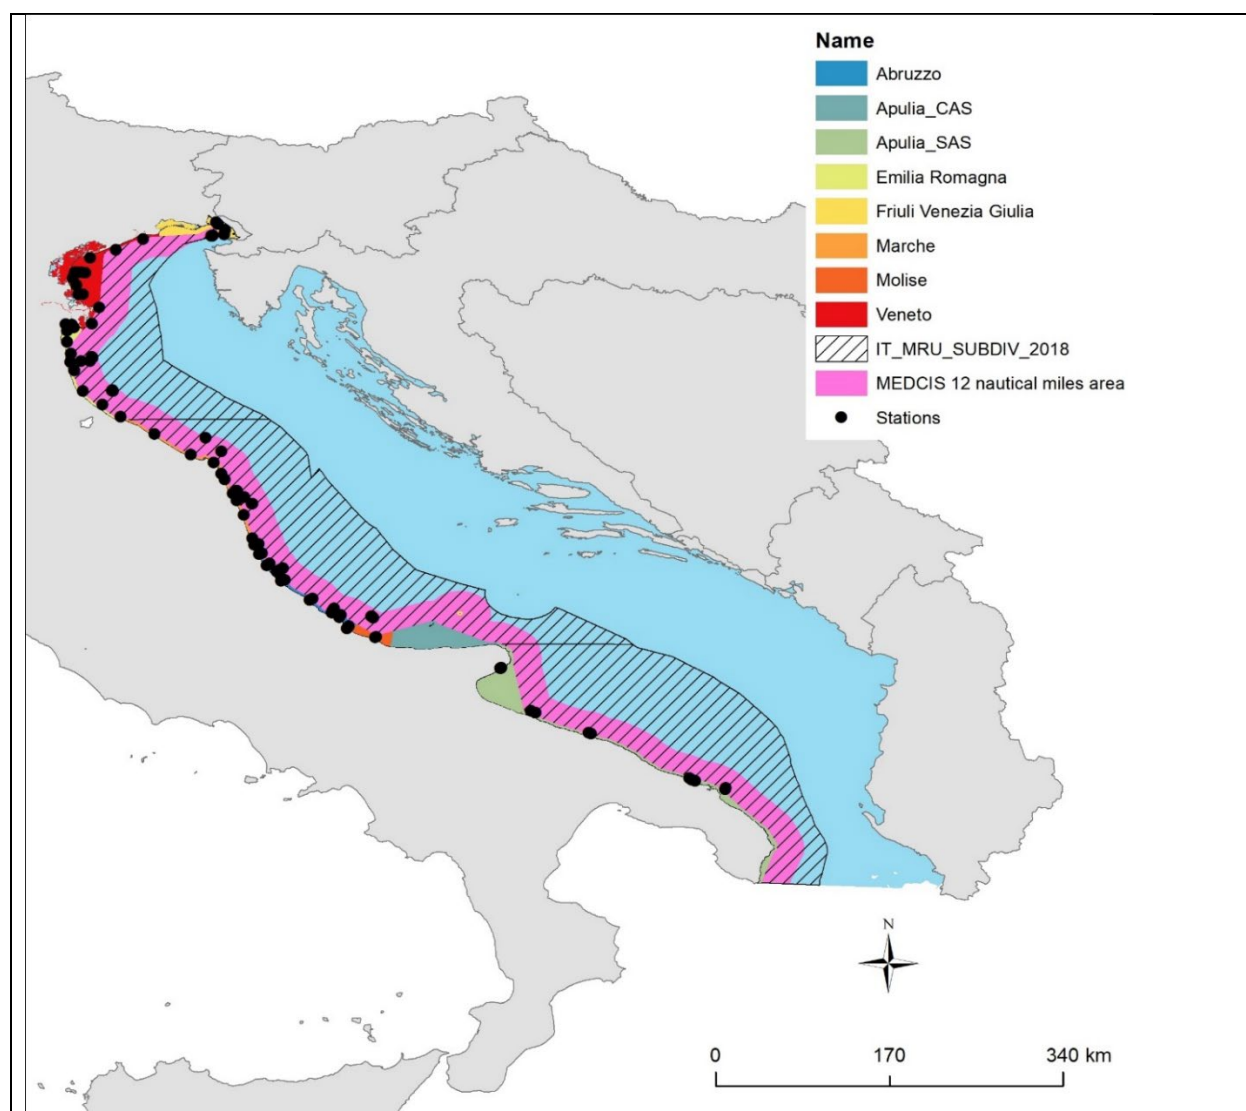 Name
Abruzzo
Apulia_CAS
Apulia_SAS
Emilia Romagna
Friuli Venezia Giulia
Marche
Molise
Veneto
IT_MRU_SUBDIV_2018
MEDCIS 12 nautical miles area
Stations
N
0 170 340 km